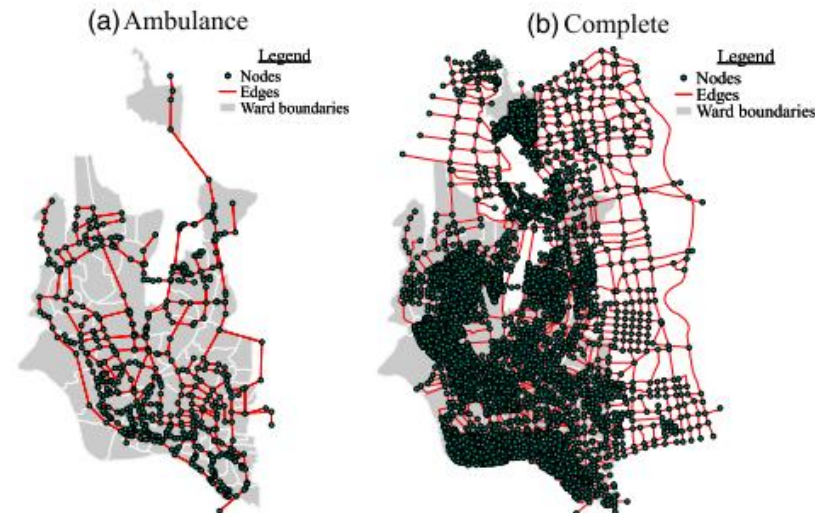 (a) Ambulance
Legend
Nodes
Edges
Ward boundaries
(b) Complete
Legend
Nodes
Edges
Ward boundaries